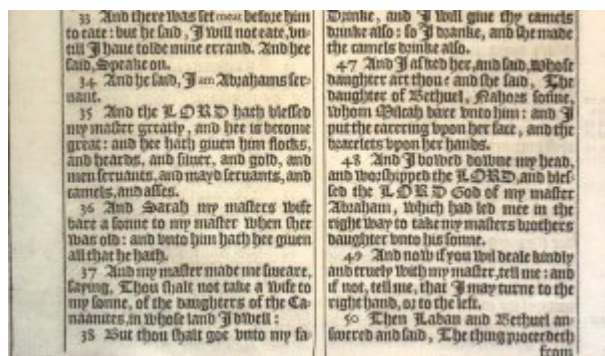 33 And there was set meat before him
to eate: but he said, I will not eate, vn-
till I haue tolde mine errand. And hee
said, Speake on.
34 And he said, I am Abrahams ser-
uant.
35 And the LORD hath blessed
my master greatly, and hee is become
great: and hee hath giuen him flocks,
and heards, and siluer, and gold, and
men seruants, and mayd seruants, and
camels, and asses.
36 And Sarah my masters wife
bare a sonne to my master when shee
was old: and vnto him hath hee giuen
all that he hath.
37 And my master made me sweare,
saying, Thou shalt not take a wife to
my sonne, of the daughters of the Ca-
naanites, in whose land I dwell:
38 But thou shalt goe vnto my fa-
Drinke, and I will giue thy camels
drinke also: so I dranke, and she made
the camels drinke also.
47 And I asked her, and said, whose
daughter art thou? and she said, The
daughter of Bethuel, Nahors sonne,
whom Milcah bare vnto him: and I
put the earering vpon her face, and the
bracelets vpon her hands.
48 And I bowed downe my head,
and worshipped the LORD, and bles-
sed the LORD God of my master
Abraham, which had led mee in the
right way to take my masters brothers
daughter vnto his sonne.
49 And now if you wil deale kindly
and truely with my master, tell me: and
if not, tell me, that I may turne to the
right hand, or to the left.
50 Then Laban and Bethuel an-
swered and said, The thing proceedeth
from